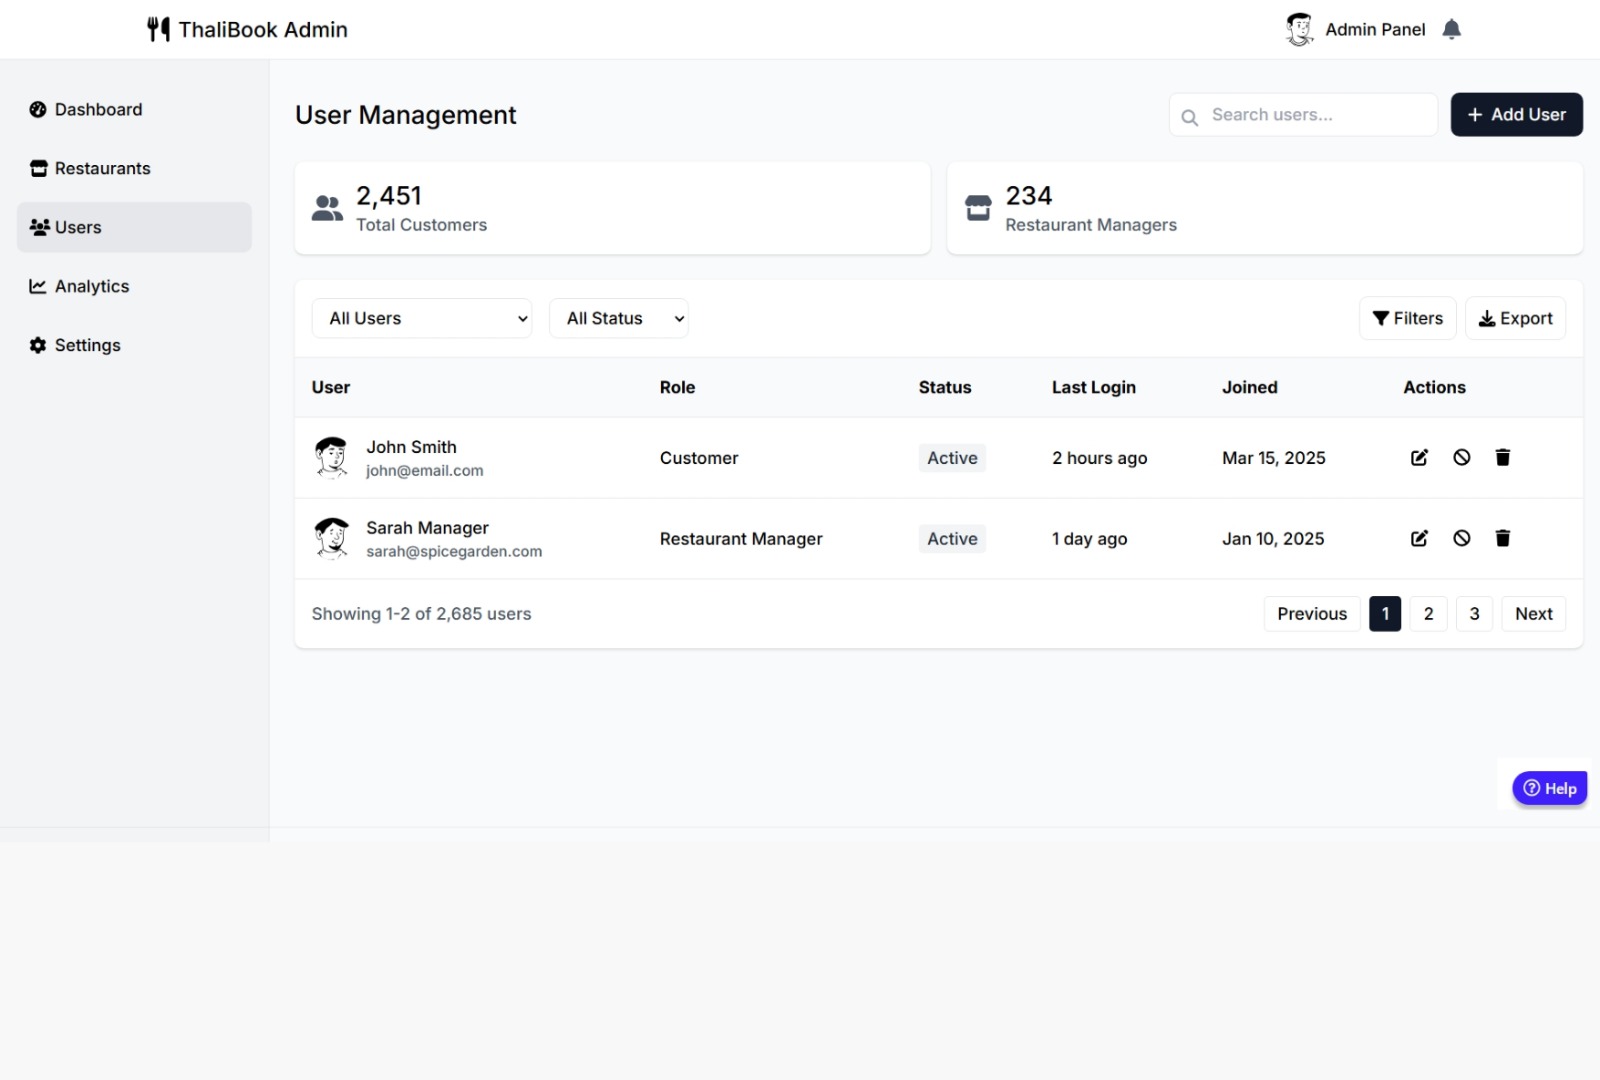 ThaliBook Admin
Admin Panel
Dashboard
Restaurants
Users
Analytics
Settings
User Management
Search users...
+ Add User
2,451
Total Customers
234
Restaurant Managers
All Users
All Status
Filters
Export
User Role Status Last Login Joined Actions
John Smith
john@email.com
Customer Active 2 hours ago Mar 15, 2025
Sarah Manager
sarah@spicegarden.com
Restaurant Manager Active 1 day ago Jan 10, 2025
Showing 1-2 of 2,685 users
Previous 1 2 3 Next
Help